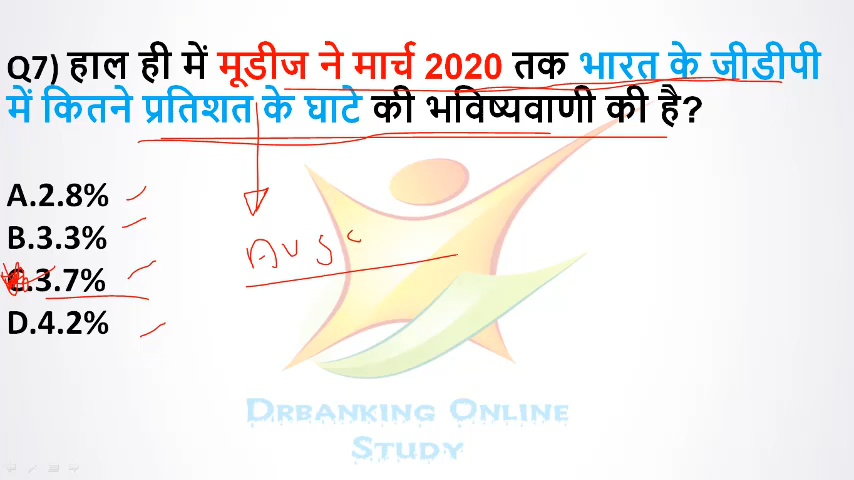 Q7) हाल ही में मूडीज ने मार्च 2020 तक भारत के जीडीपी
में कितने प्रतिशत के घाटे की भविष्यवाणी की है?
A.2.8%
B.3.3%
C.3.7%
D.4.2%
DRBANKING ONLINE
STUDY